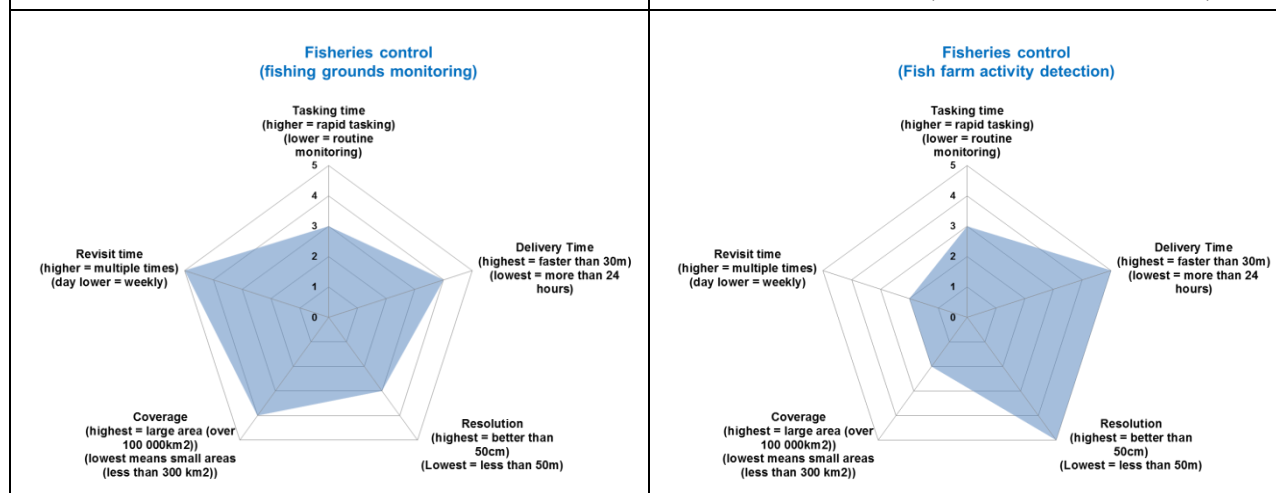 Fisheries control
(fishing grounds monitoring)
Tasking time
(higher = rapid tasking)
(lower = routine
monitoring)
5
4
3
2
1
0
Delivery Time
(highest = faster than 30m)
(lowest = more than 24
hours)
Resolution
(highest = better than
50cm)
(Lowest = less than 50m)
Coverage
(highest = large area (over
100 000km2))
(lowest means small areas
(less than 300 km2))
Revisit time
(higher = multiple times)
(day lower = weekly)
Fisheries control
(Fish farm activity detection)
Tasking time
(higher = rapid tasking)
(lower = routine
monitoring)
5
4
3
2
1
0
Delivery Time
(highest = faster than 30m)
(lowest = more than 24
hours)
Resolution
(highest = better than
50cm)
(Lowest = less than 50m)
Coverage
(highest = large area (over
100 000km2))
(lowest means small areas
(less than 300 km2))
Revisit time
(higher = multiple times)
(day lower = weekly)